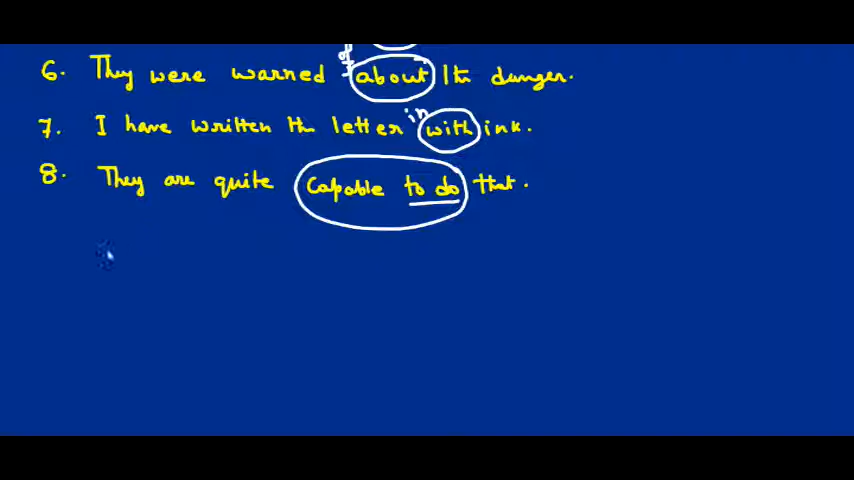 of
6. They were warned about the danger.
in
7. I have written the letter with ink.
8. They are quite capable to do that.